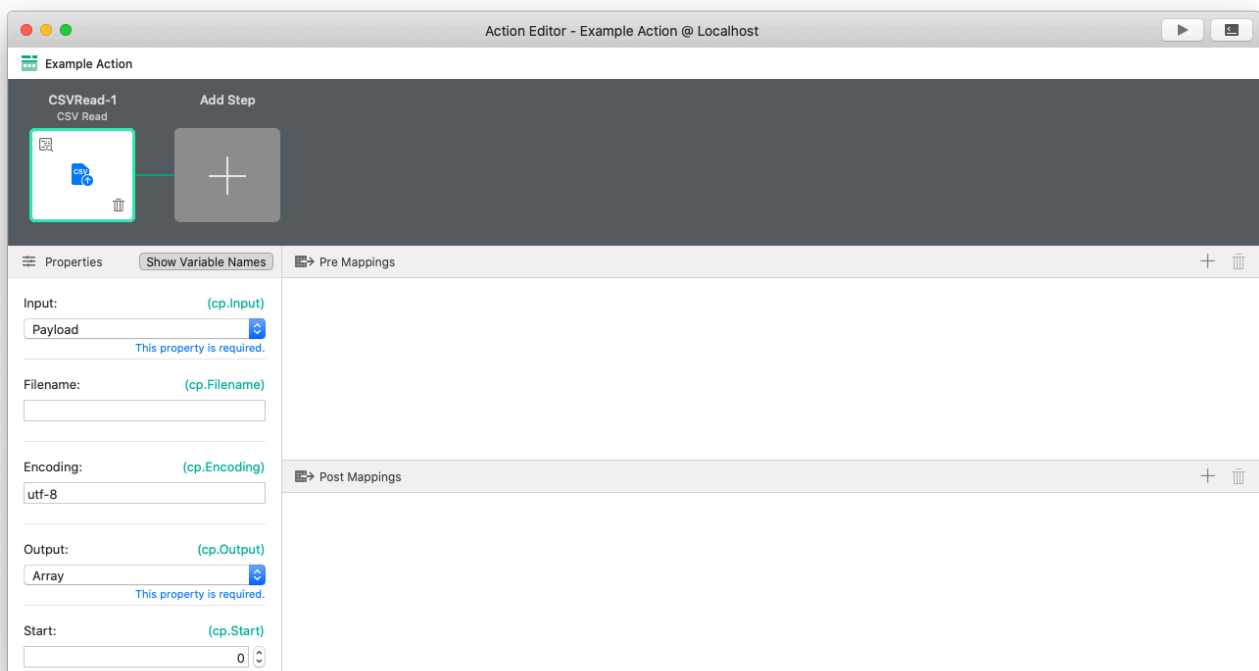 Action Editor - Example Action @ Localhost
Example Action
CSVRead-1
CSV Read
Add Step
CSV
Properties
Show Variable Names
Pre Mappings
Input:
(cp.Input)
Payload
This property is required.
Filename:
(cp.Filename)
Encoding:
(cp.Encoding)
utf-8
Post Mappings
Output:
(cp.Output)
Array
This property is required.
Start:
(cp.Start)
0